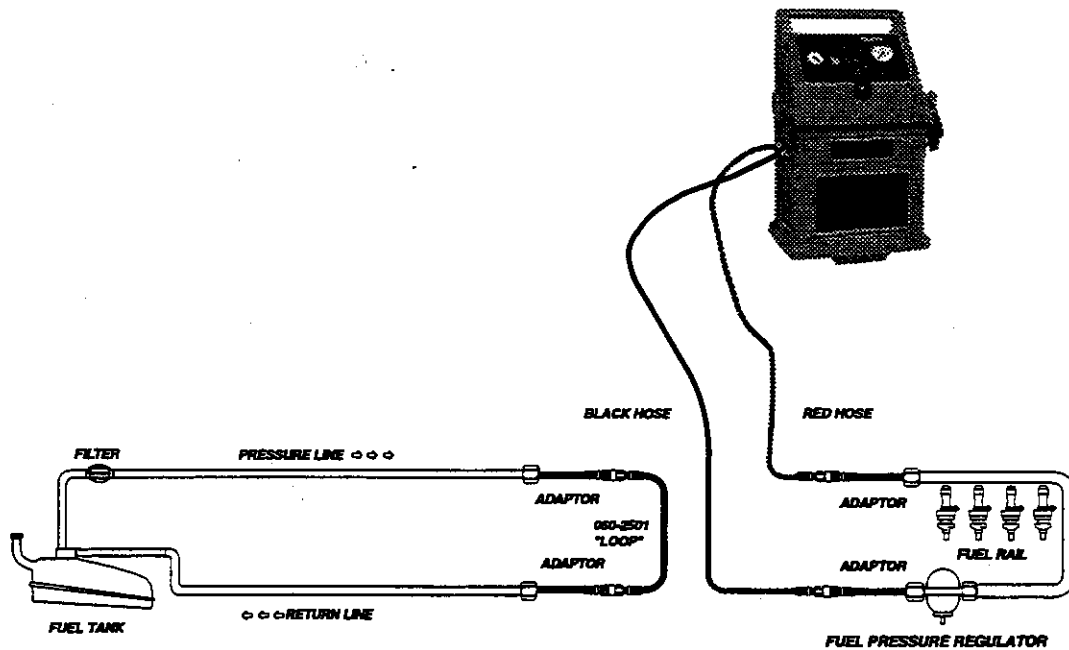 BLACK HOSE
RED HOSE
FILTER
PRESSURE LINE ⇨ ⇨ ⇨
ADAPTOR
ADAPTOR
060-2501
"LOOP"
FUEL RAIL
ADAPTOR
ADAPTOR
⇦ ⇦ ⇦ RETURN LINE
FUEL TANK
FUEL PRESSURE REGULATOR